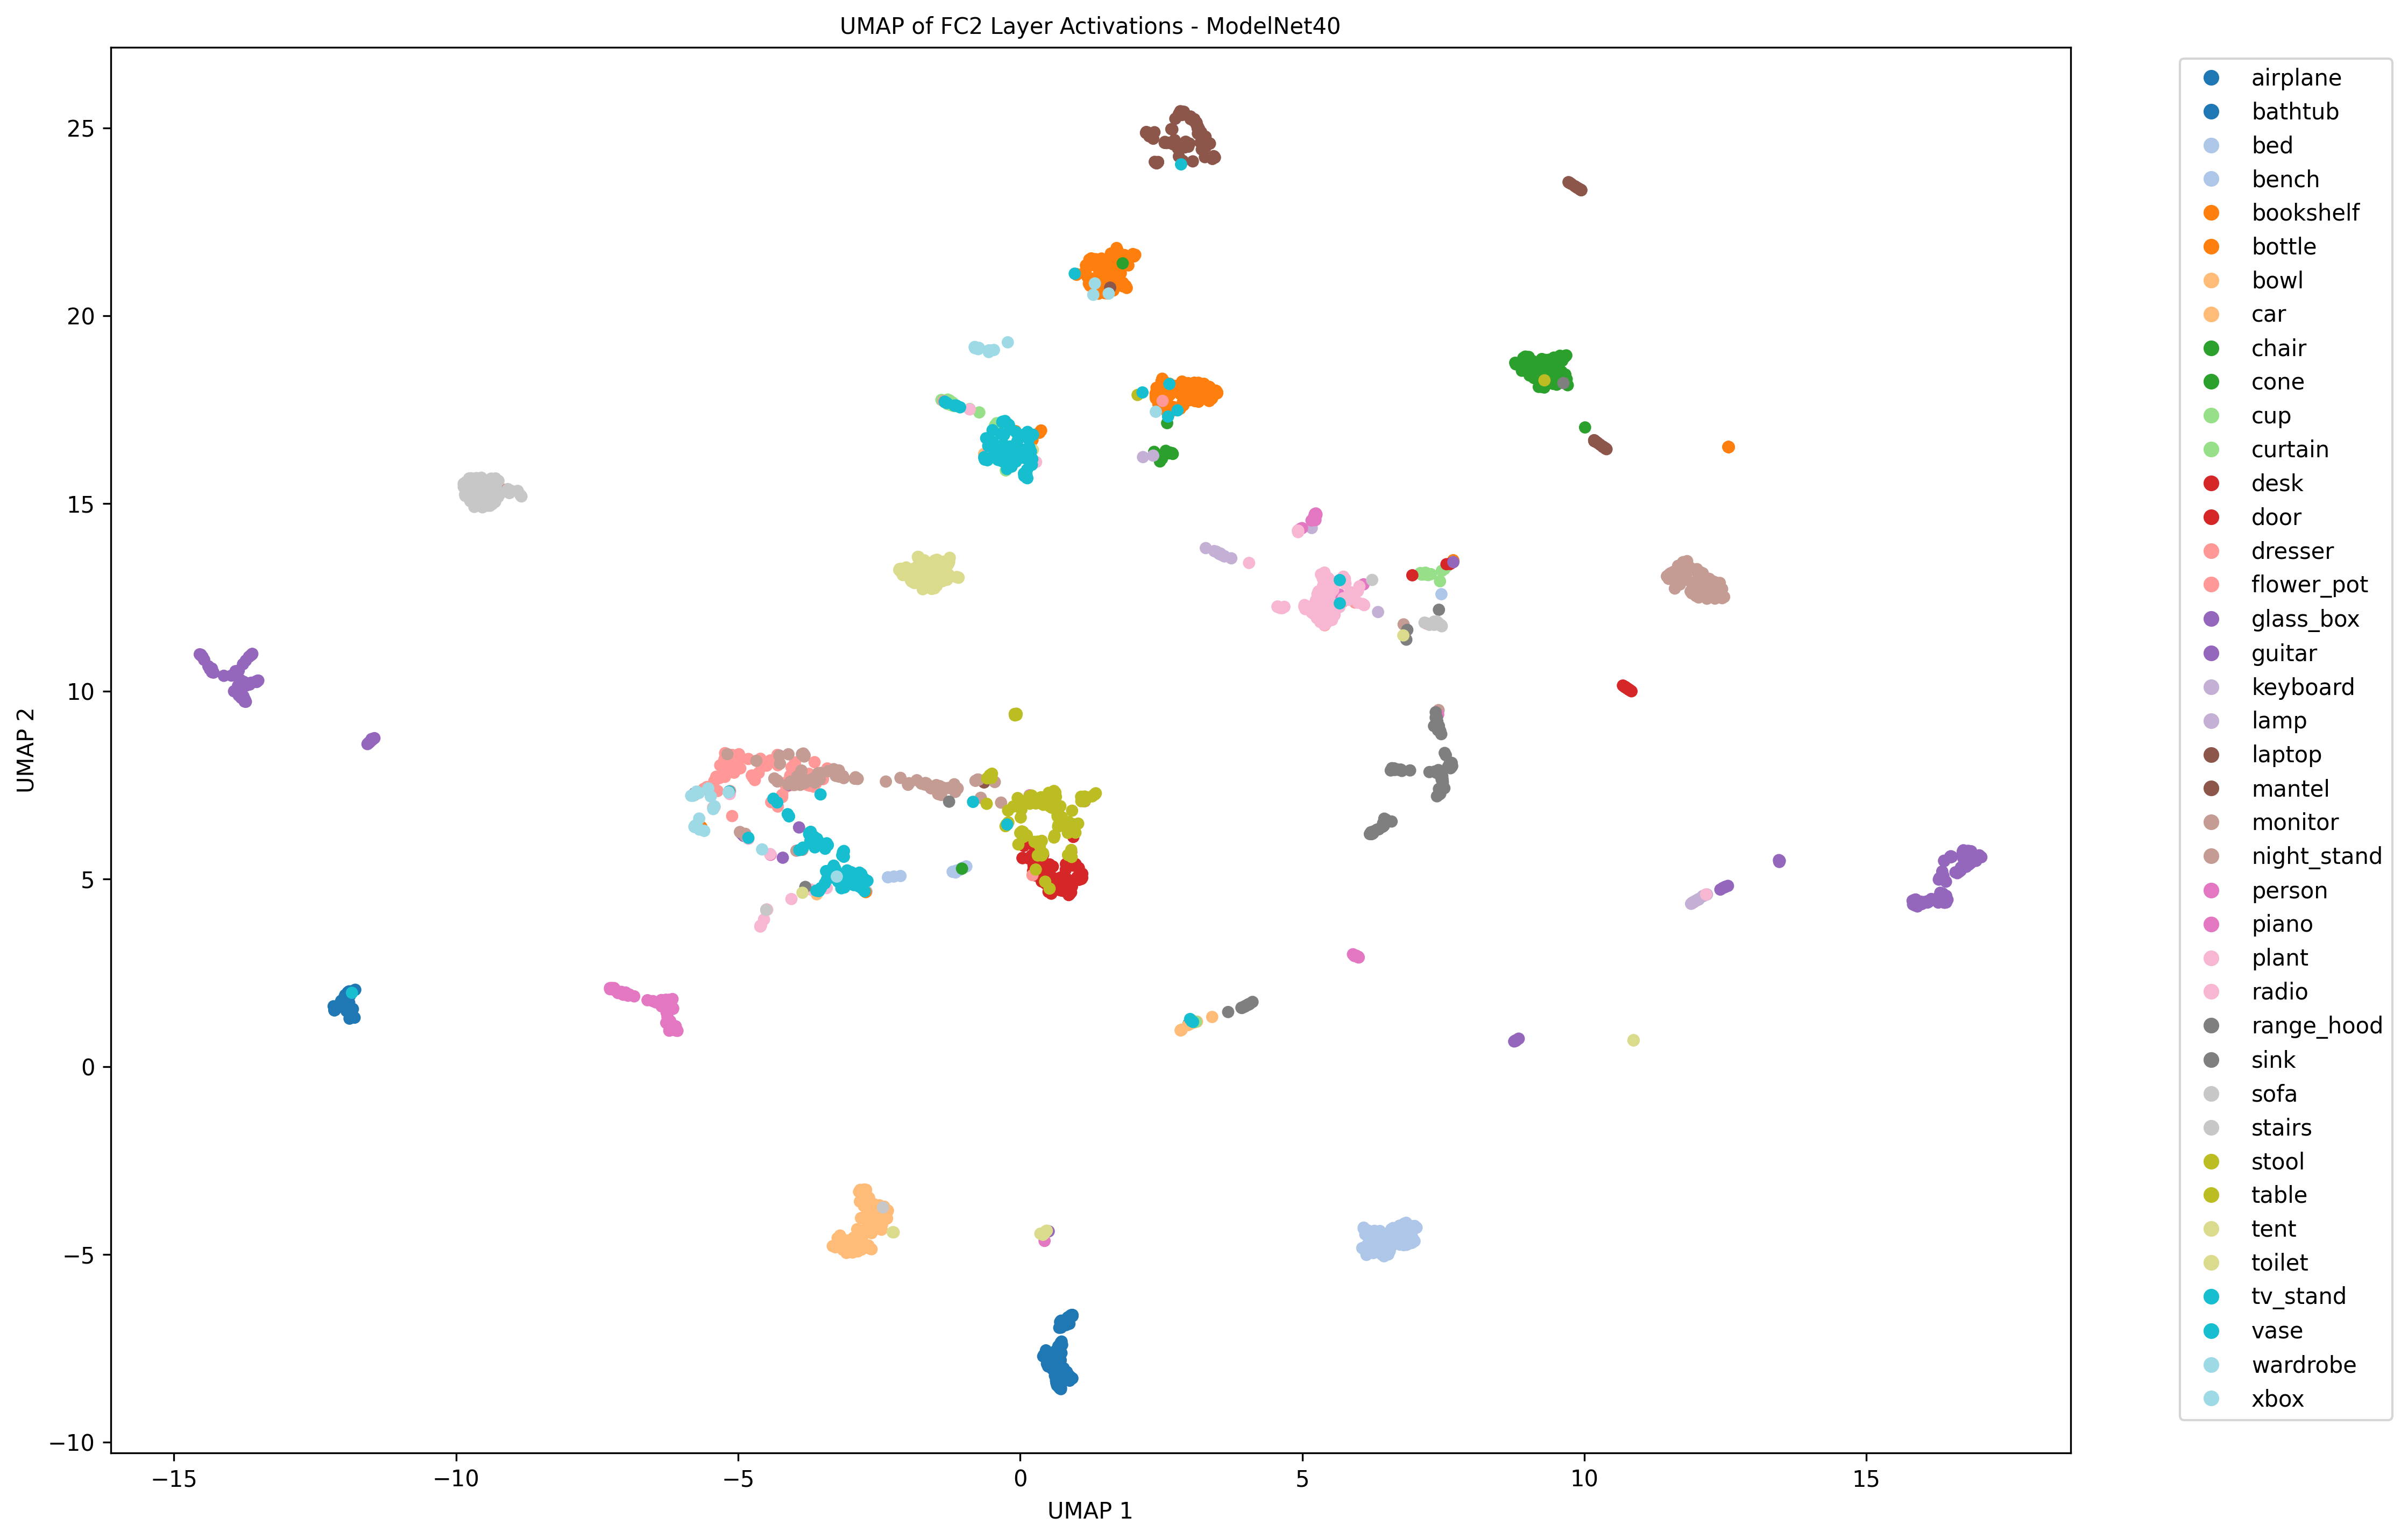 UMAP of FC2 Layer Activations - ModelNet40
UMAP 2
25
20
15
10
5
0
−5
−10
−15
−10
−5
0
5
10
15
UMAP 1
airplane
bathtub
bed
bench
bookshelf
bottle
bowl
car
chair
cone
cup
curtain
desk
door
dresser
flower_pot
glass_box
guitar
keyboard
lamp
laptop
mantel
monitor
night_stand
person
piano
plant
radio
range_hood
sink
sofa
stairs
stool
table
tent
toilet
tv_stand
vase
wardrobe
xbox